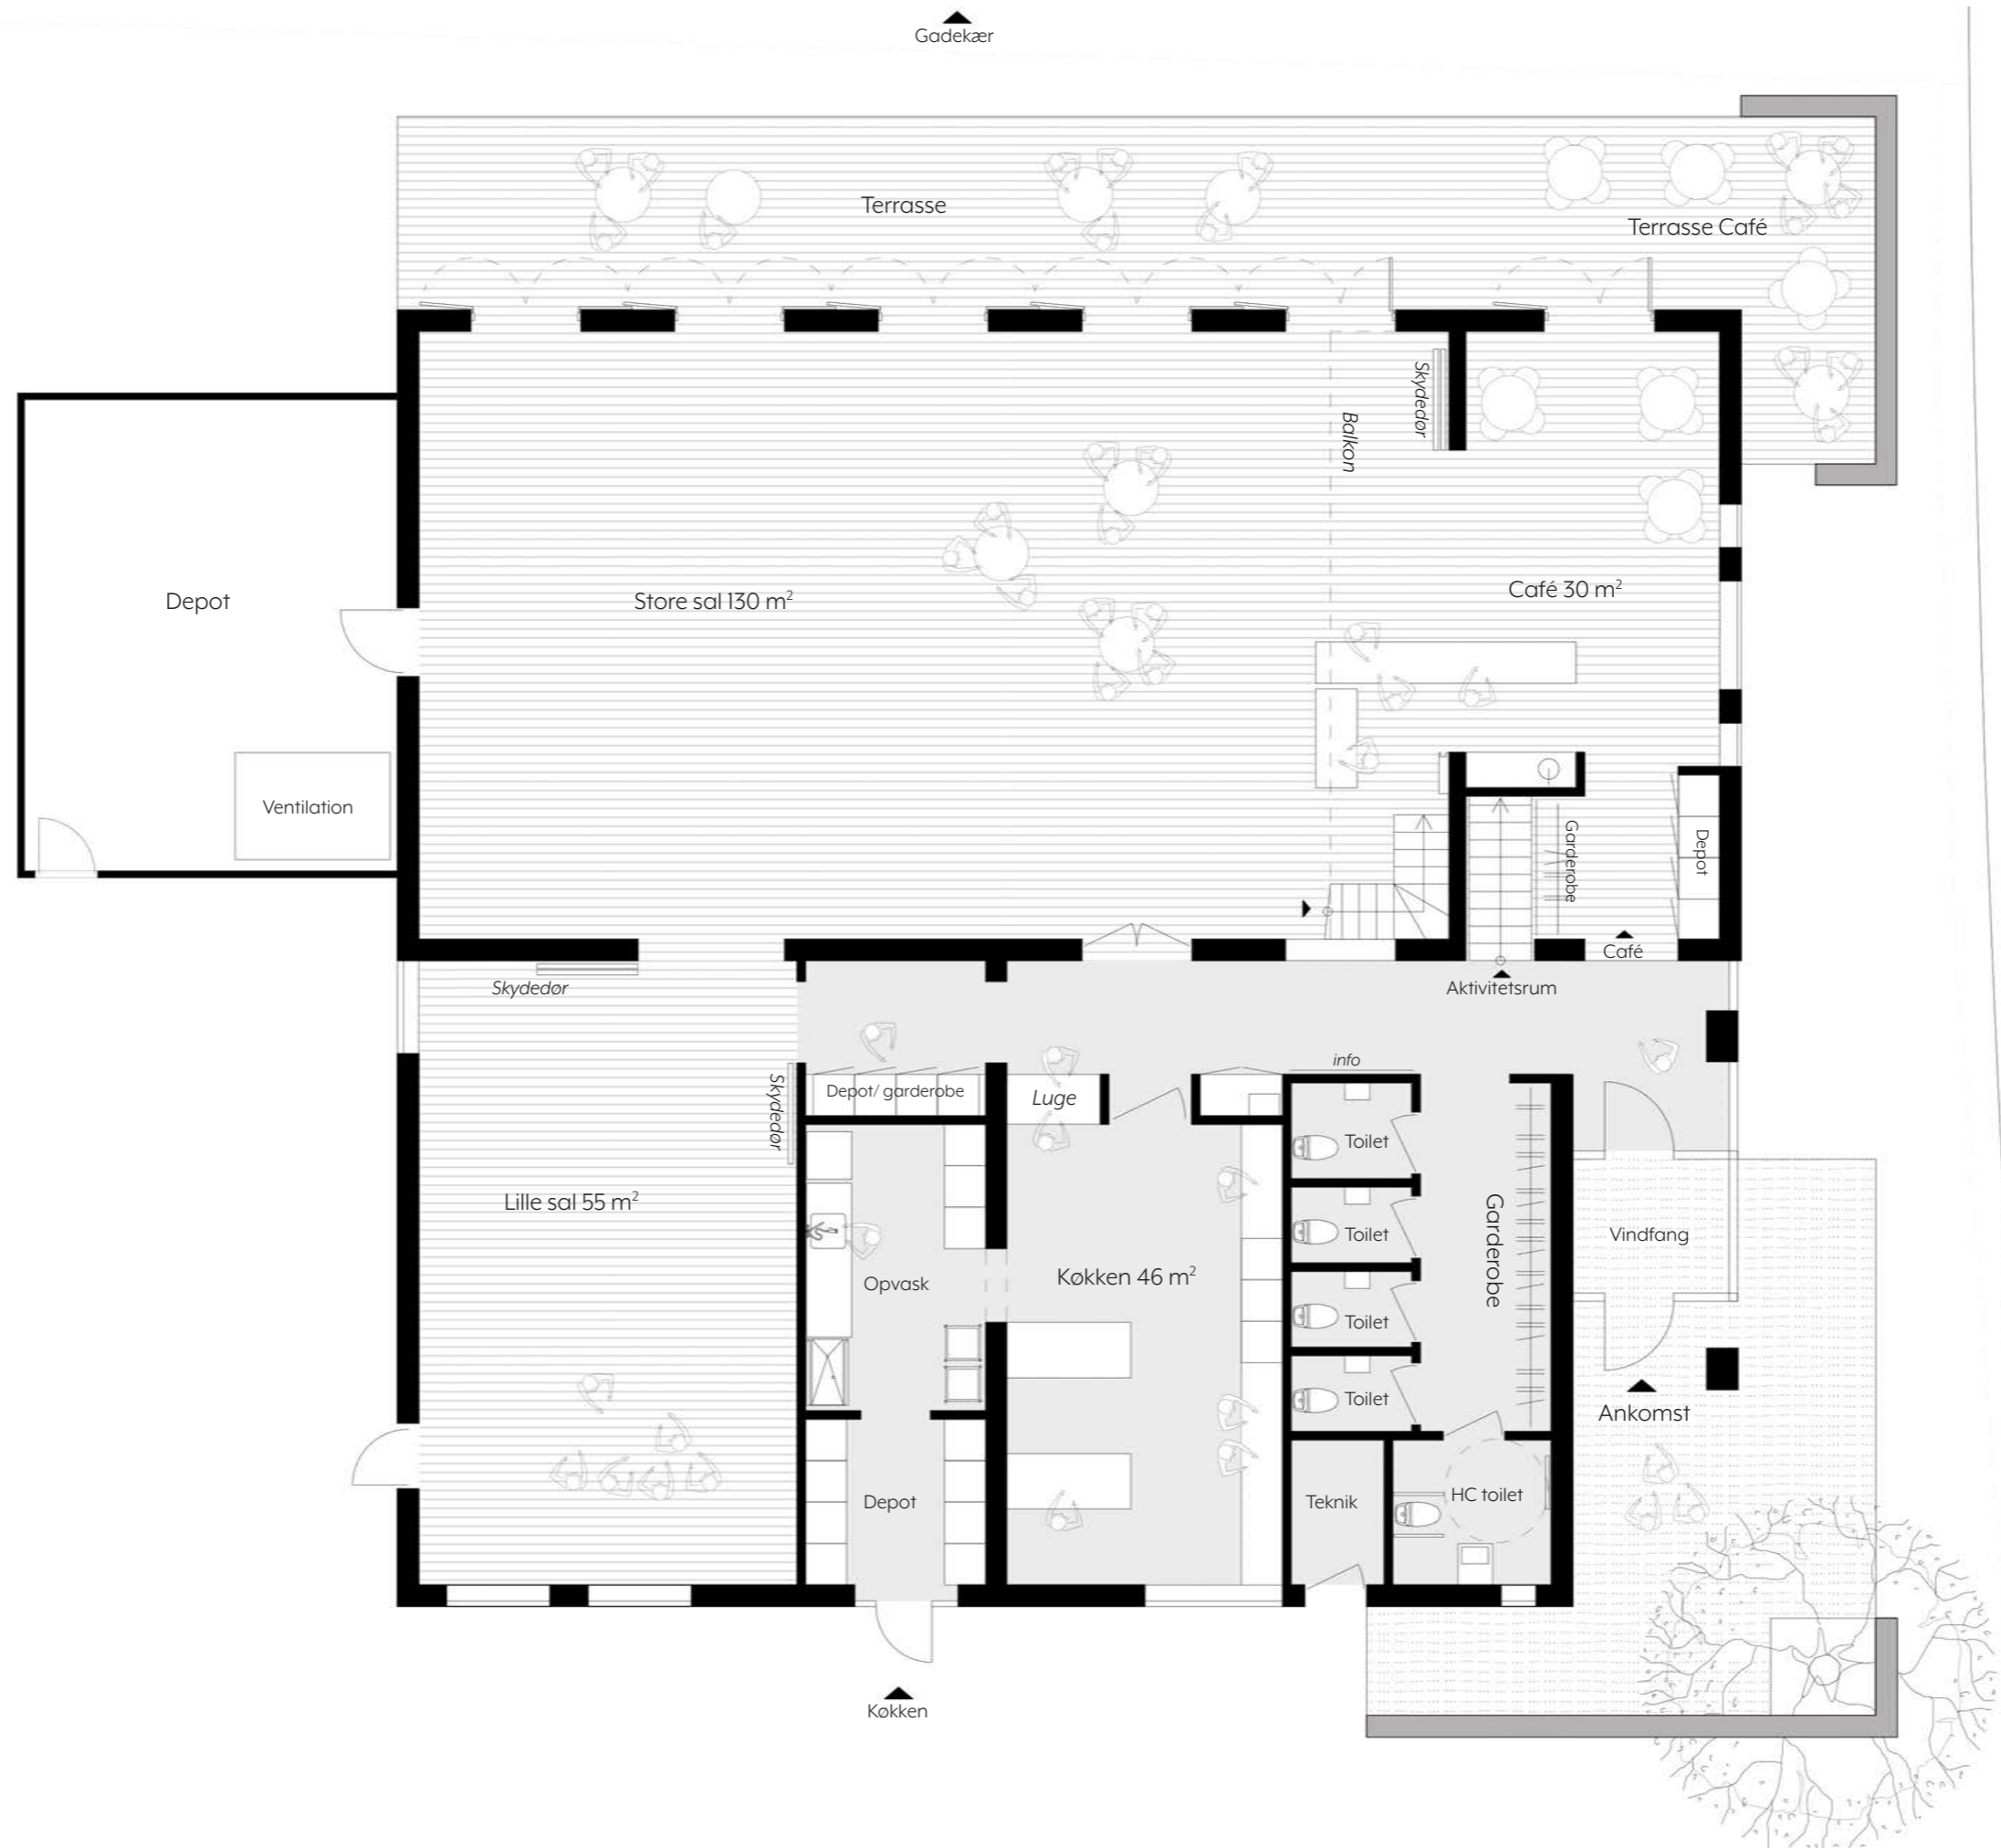 Gadekær
Terrasse
Terrasse Café
Skydedør
Balkon
Depot
Store sal 130 m²
Café 30 m²
Ventilation
Garderobe
Depot
Café
Skydedør
Aktivitetsrum
info
Skydedør
Depot/ garderobe
Luge
Toilet
Lille sal 55 m²
Toilet
Garderobe
Vindfang
Opvask
Køkken 46 m²
Toilet
Toilet
Ankomst
Depot
Teknik
HC toilet
Køkken